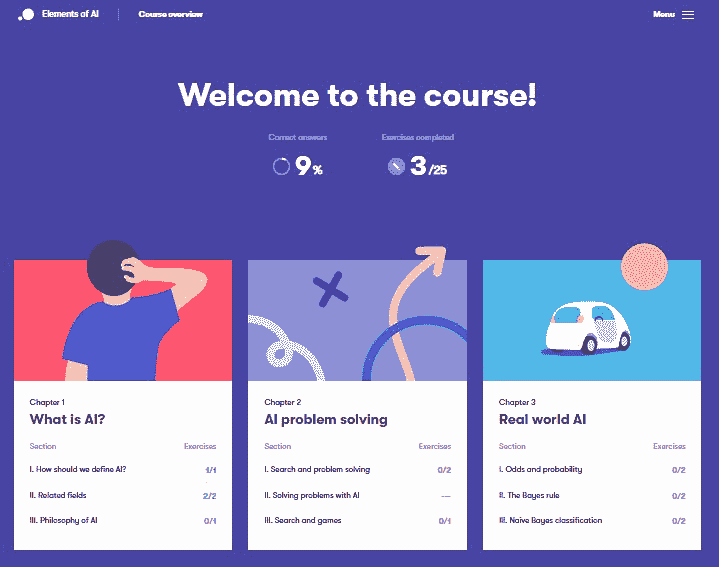 Elements of AI
Course overview
Menu
Welcome to the course!
Correct answers
Exercises completed
9%
3/25
Chapter 1
What is AI?
Section Exercises
I. How should we define AI? 1/1
II. Related fields 2/2
III. Philosophy of AI 0/1
Chapter 2
AI problem solving
Section Exercises
I. Search and problem solving 0/2
II. Solving problems with AI —
III. Search and games 0/1
Chapter 3
Real world AI
Section Exercises
I. Odds and probability 0/2
II. The Bayes rule 0/2
III. Naive Bayes classification 0/2